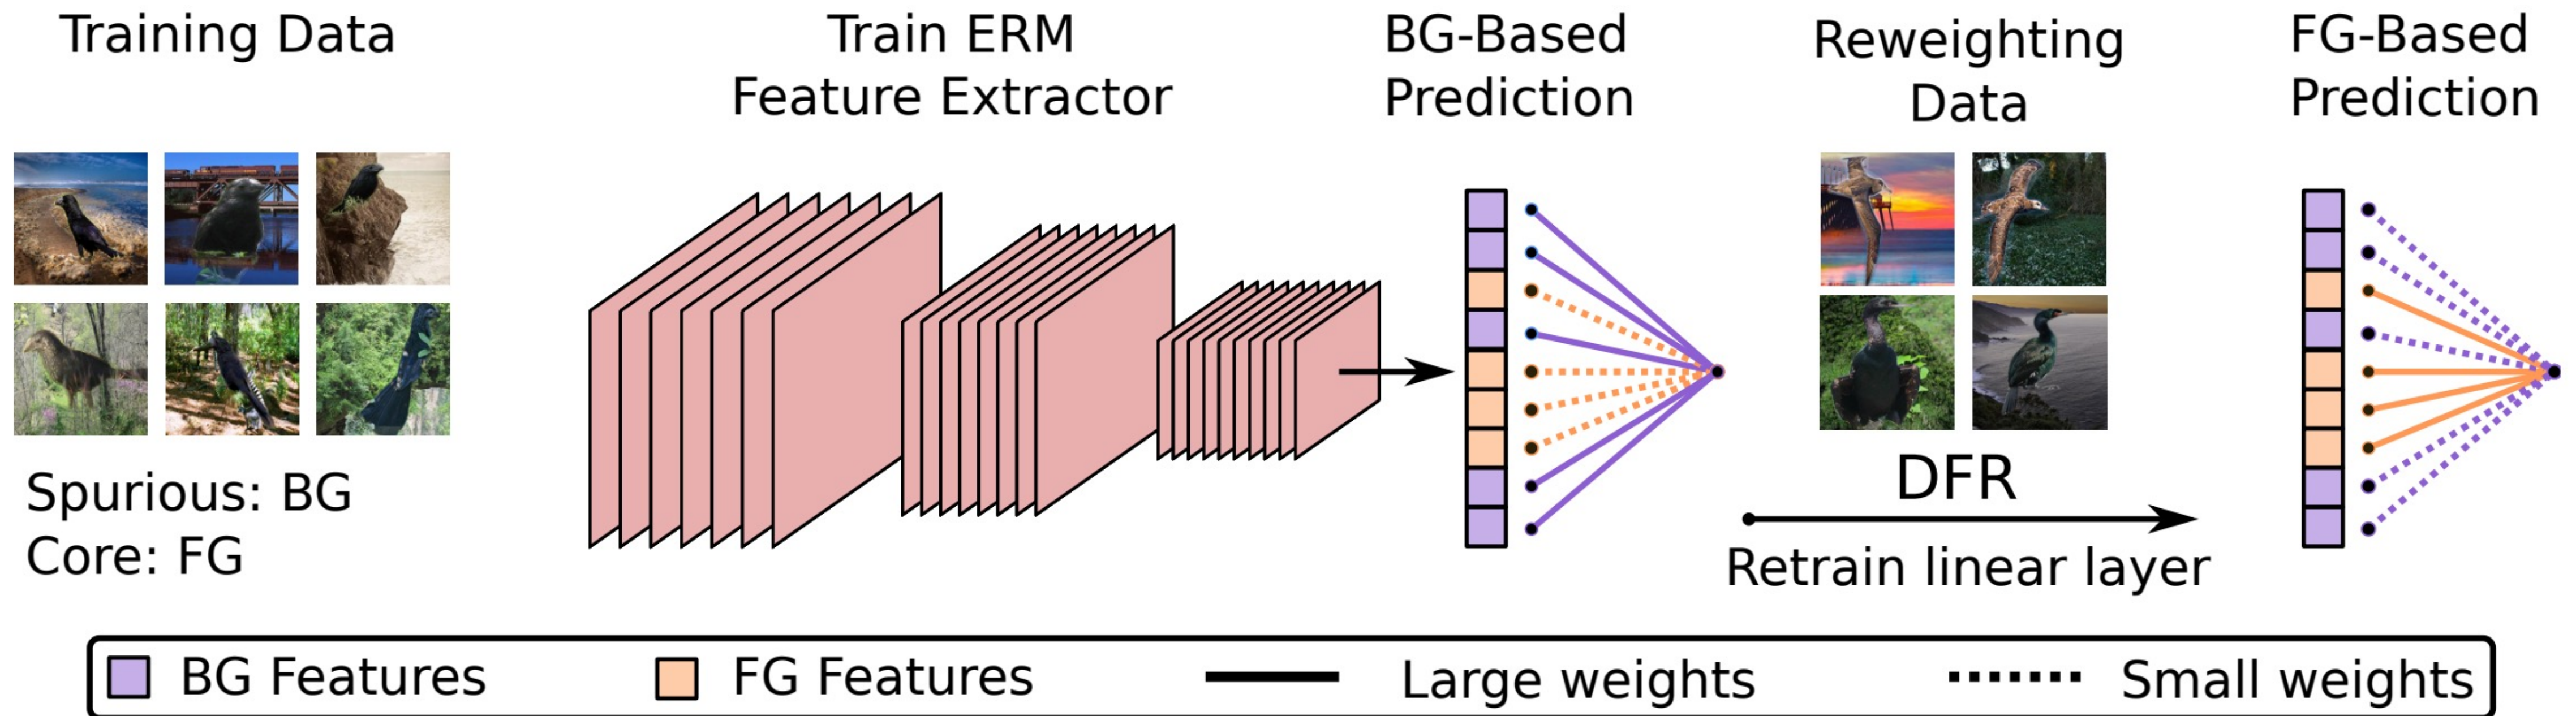 Training Data
Train ERM
Feature Extractor
BG-Based
Prediction
Reweighting
Data
FG-Based
Prediction
Spurious: BG
Core: FG
DFR
Retrain linear layer
BG Features
FG Features
Large weights
Small weights